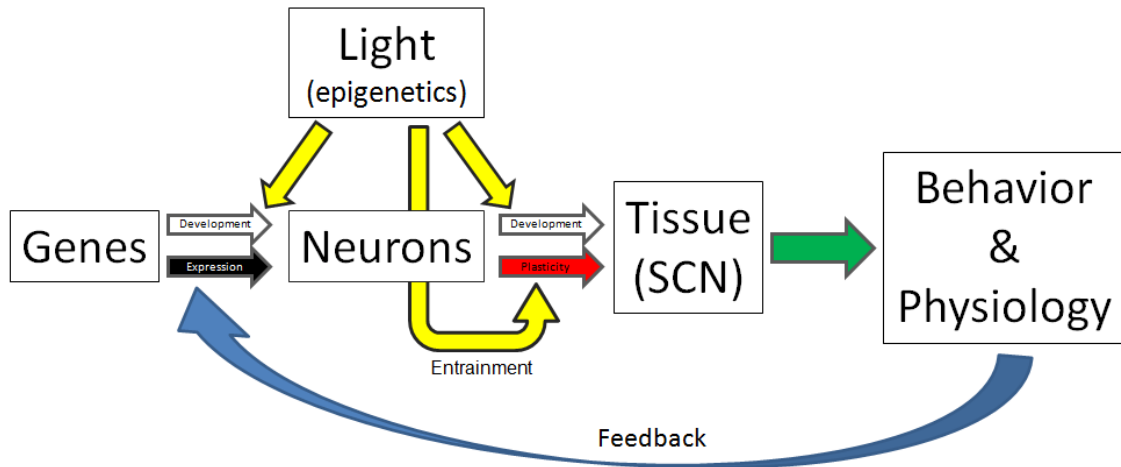 Light
(epigenetics)
Genes
Development
Expression
Neurons
Development
Plasticity
Entrainment
Tissue
(SCN)
Behavior
&
Physiology
Feedback